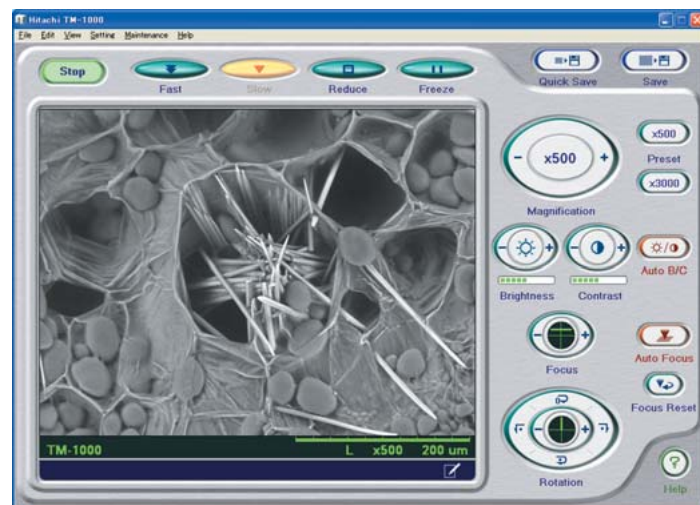 Hitachi TM-1000
File Edit View Setting Maintenance Help
Stop
Fast
Slow
Reduce
Freeze
Quick Save
Save
x500
Magnification
x500
Preset
x3000
Brightness
Contrast
Auto B/C
Focus
Auto Focus
Focus Reset
Rotation
Help
TM-1000 L x500 200 um